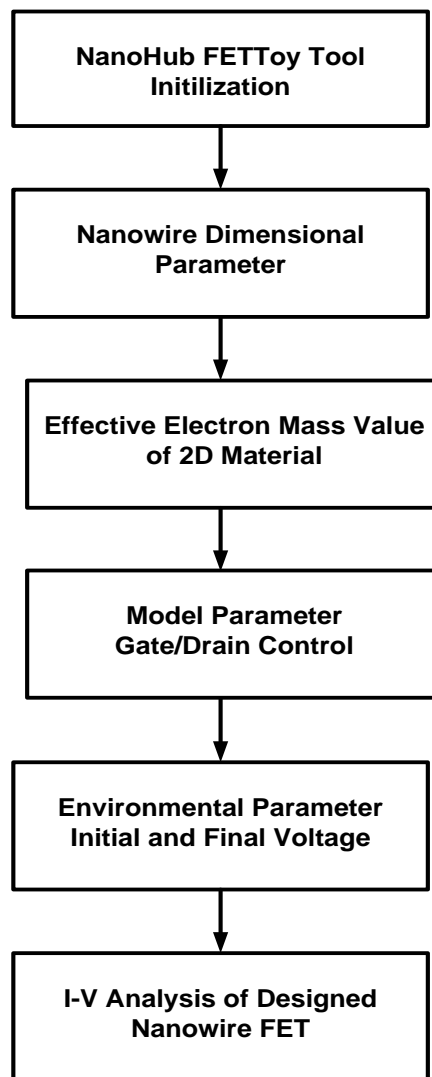 NanoHub FETToy Tool
Initilization
Nanowire Dimensional
Parameter
Effective Electron Mass Value
of 2D Material
Model Parameter
Gate/Drain Control
Environmental Parameter
Initial and Final Voltage
I-V Analysis of Designed
Nanowire FET